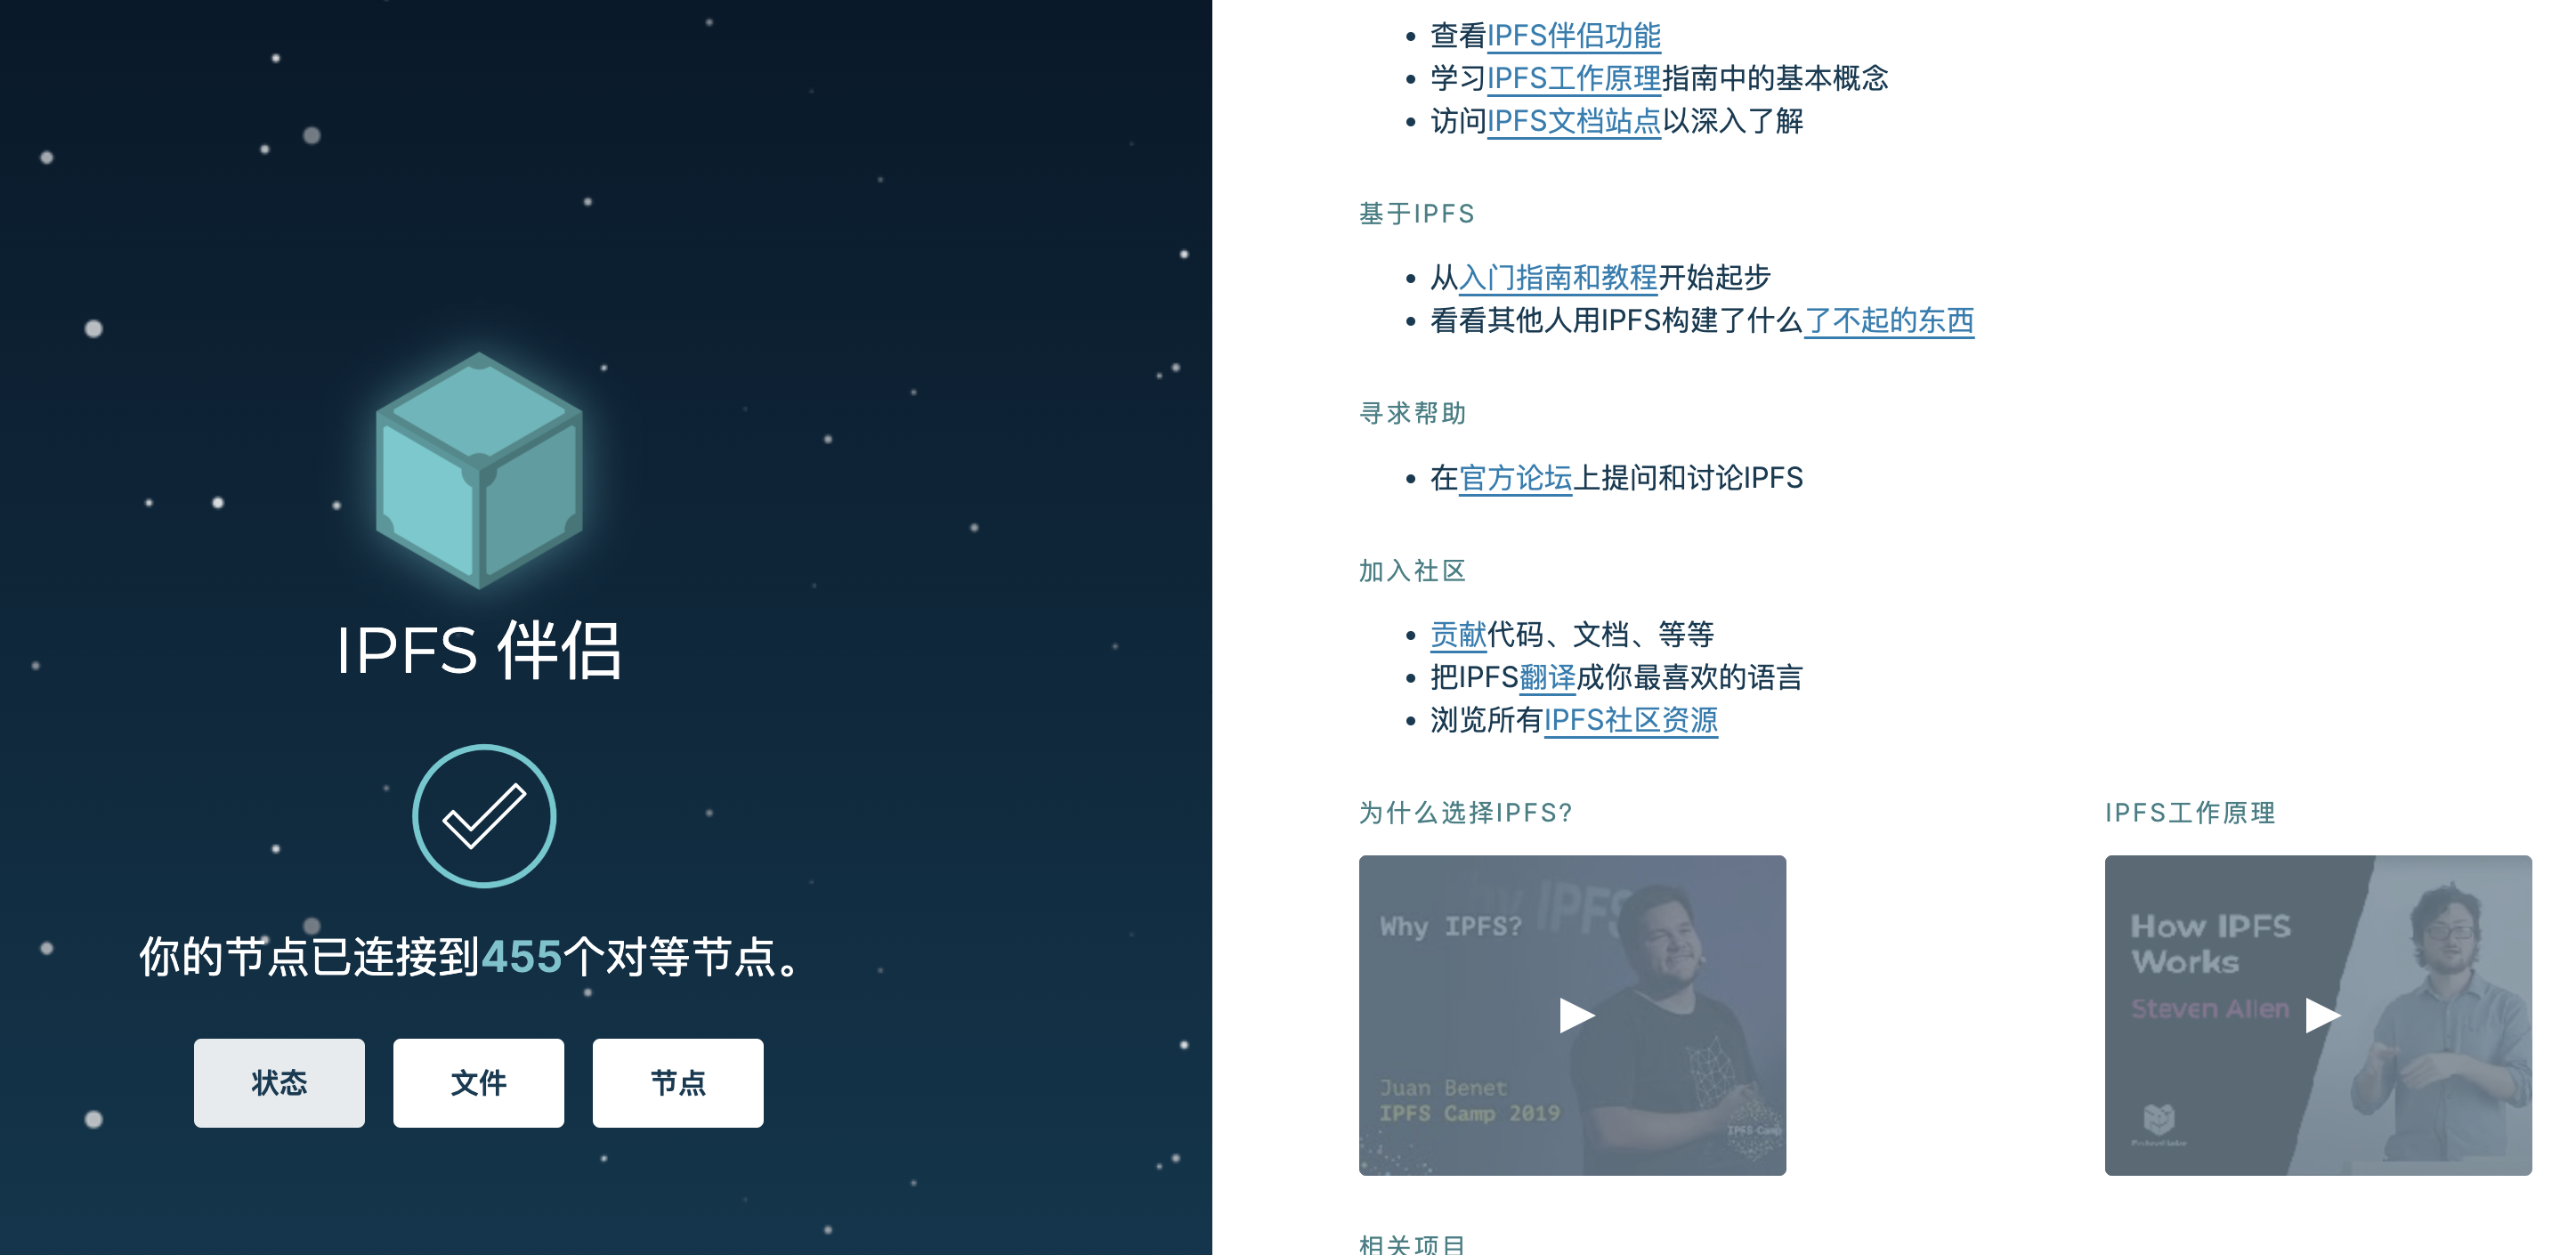 IPFS 伴侣
你的节点已连接到455个对等节点。
状态
文件
节点
查看IPFS伴侣功能
学习IPFS工作原理指南中的基本概念
访问IPFS文档站点以深入了解
基于IPFS
从入门指南和教程开始起步
看看其他人用IPFS构建了什么了不起的东西
寻求帮助
在官方论坛上提问和讨论IPFS
加入社区
贡献代码、文档、等等
把IPFS翻译成你最喜欢的语言
浏览所有IPFS社区资源
为什么选择IPFS?
Why IPFS?
Juan Benet
IPFS Camp 2019
IPFS Camp
IPFS工作原理
How IPFS
Works
Steven Allen
相关项目